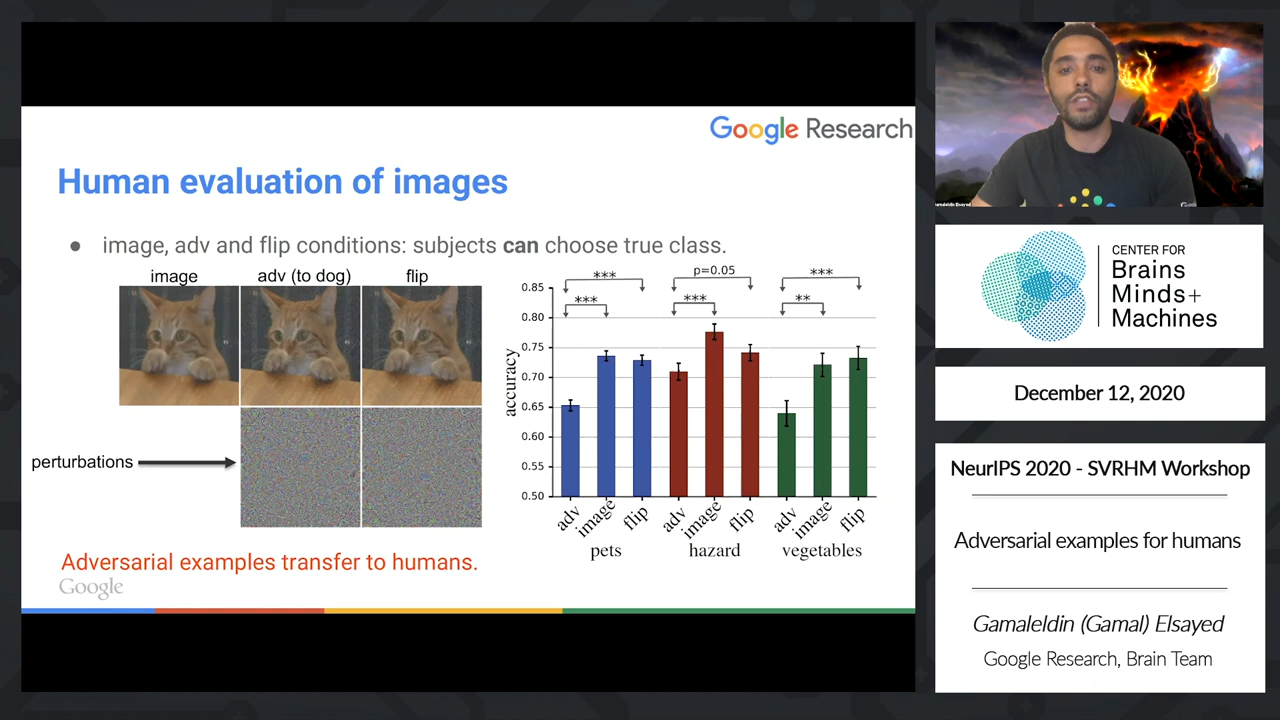 Google Research
Human evaluation of images
● image, adv and flip conditions: subjects can choose true class.
image adv (to dog) flip
perturbations
Adversarial examples transfer to humans.
Google
*** p=0.05 ***
*** *** **
0.85
0.80
0.75
0.70
0.65
0.60
0.55
0.50
accuracy
adv image flip adv image flip adv image flip
pets hazard vegetables
Gamaleldin Elsayed
CENTER FOR
Brains
Minds+
Machines
December 12, 2020
NeurIPS 2020 - SVRHM Workshop
Adversarial examples for humans
Gamaleldin (Gamal) Elsayed
Google Research, Brain Team